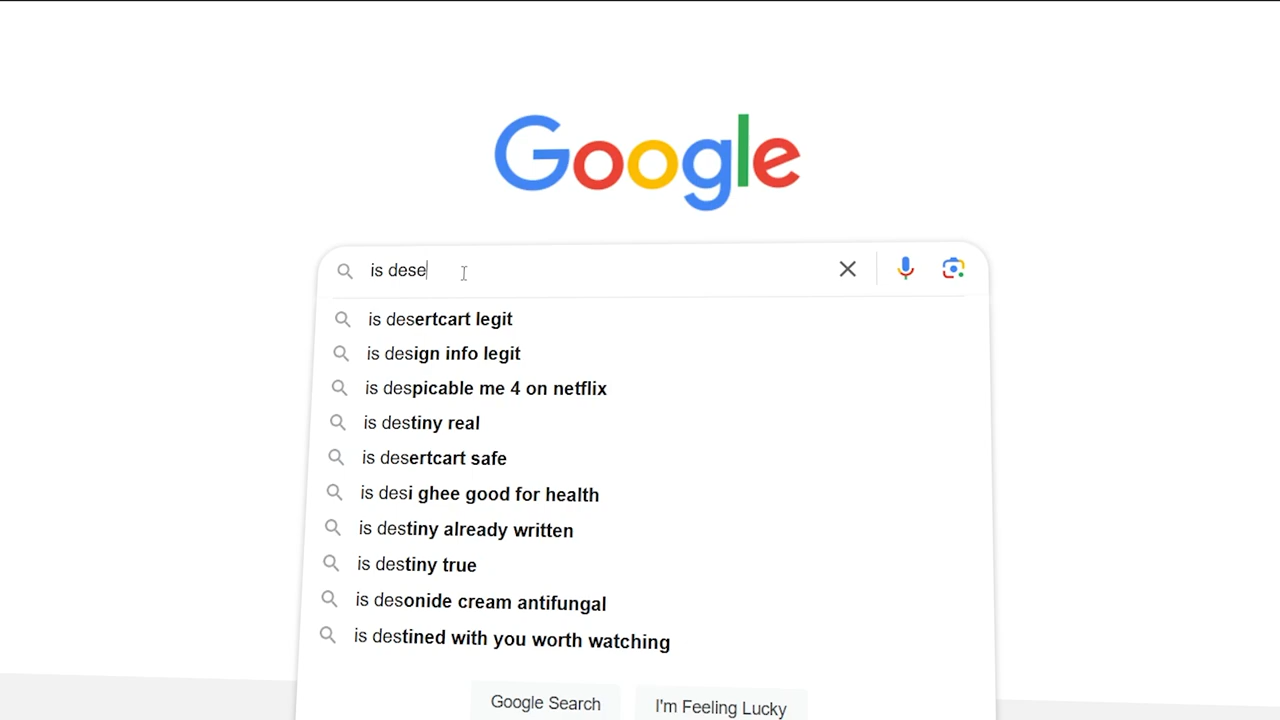 Google
is dese
is desertcart legit
is design info legit
is despicable me 4 on netflix
is destiny real
is desertcart safe
is desi ghee good for health
is destiny already written
is destiny true
is desonide cream antifungal
is destined with you worth watching
Google Search
I'm Feeling Lucky